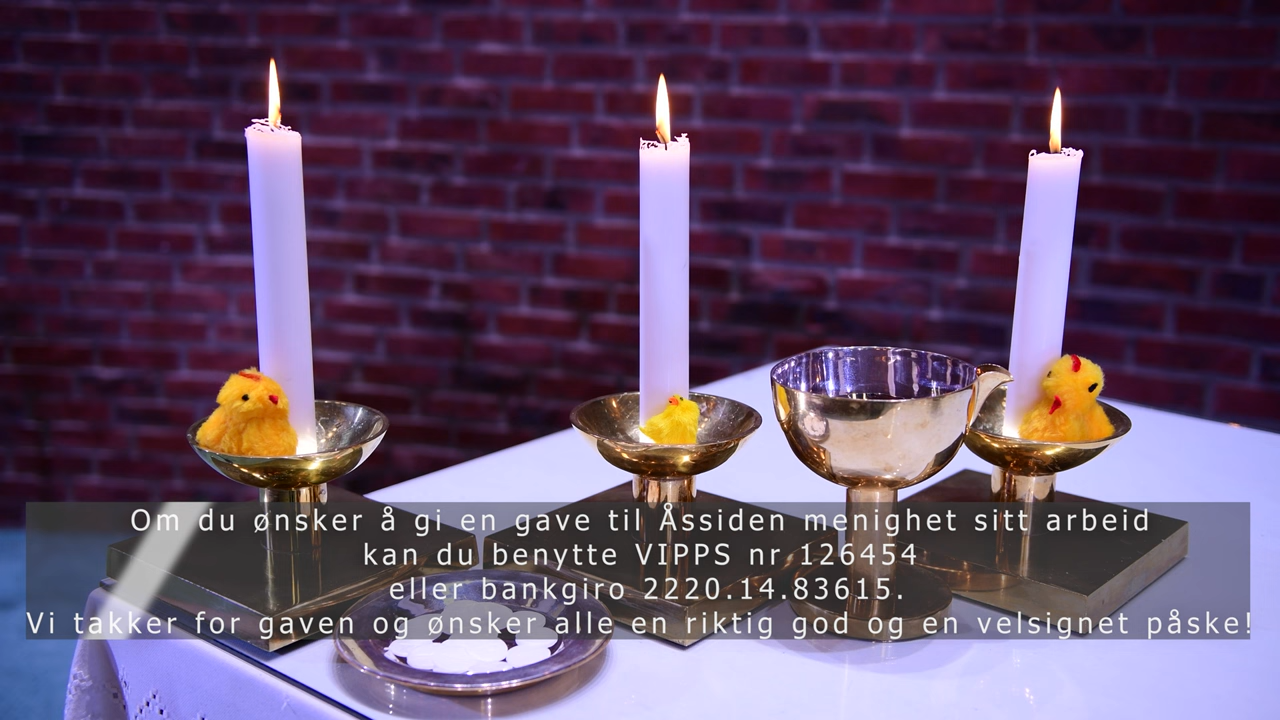 Om du ønsker å gi en gave til Åssiden menighet sitt arbeid
kan du benytte VIPPS nr 126454
eller bankgiro 2220.14.83615.
Vi takker for gaven og ønsker alle en riktig god og en velsignet påske!